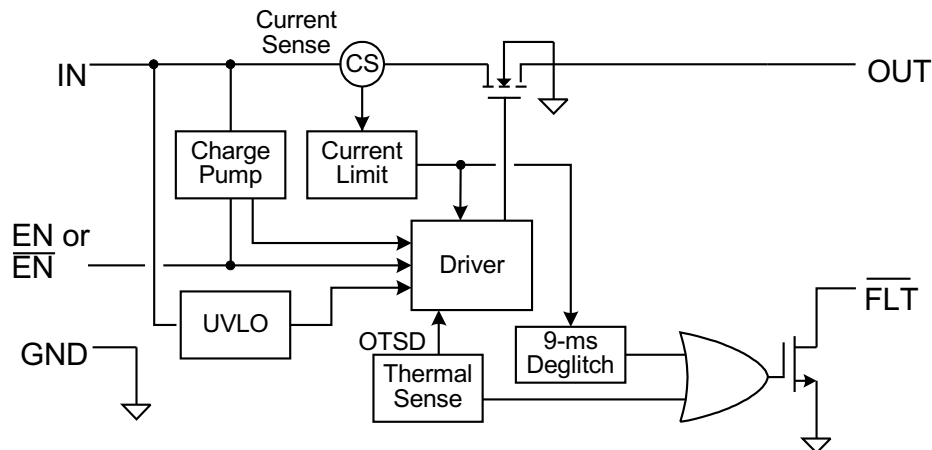 Current
Sense
IN
CS
OUT
Charge
Pump
Current
Limit
EN or
EN
Driver
FLT
UVLO
OTSD
9-ms
Deglitch
GND
Thermal
Sense